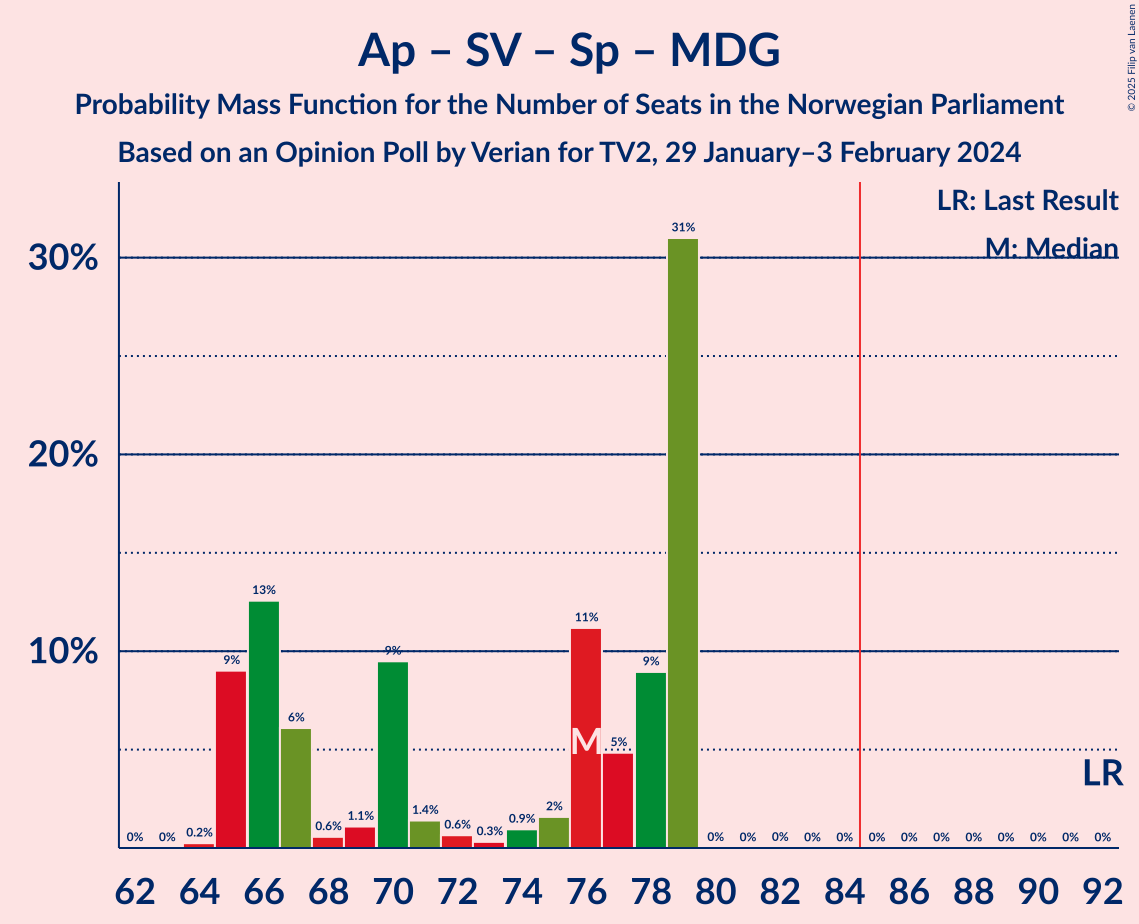 Ap – SV – Sp – MDG
Probability Mass Function for the Number of Seats in the Norwegian Parliament
Based on an Opinion Poll by Verian for TV2, 29 January–3 February 2024
© 2025 Filip van Laenen
LR: Last Result
M: Median
30%
20%
10%
0% 0% 0.2% 9% 13% 6% 0.6% 1.1% 9% 1.4% 0.6% 0.3% 0.9% 2% 11% 5% 9% 31% 0% 0% 0% 0% 0% 0% 0% 0% 0% 0% 0% 0% 0%
M
LR
62 64 66 68 70 72 74 76 78 80 82 84 86 88 90 92